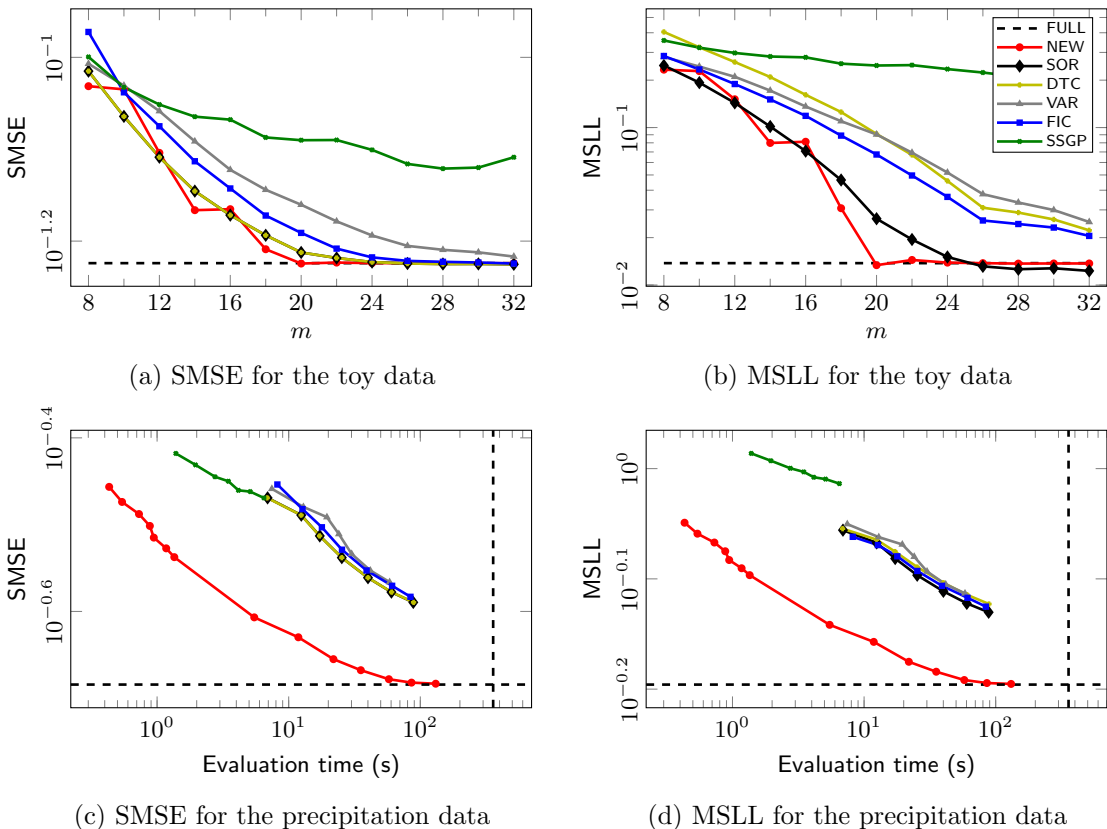 SMSE
10^−1
10^−1.2
8 12 16 20 24 28 32
m
(a) SMSE for the toy data
MSLL
10^−1
10^−2
8 12 16 20 24 28 32
m
FULL
NEW
SOR
DTC
VAR
FIC
SSGP
(b) MSLL for the toy data
SMSE
10^−0.4
10^−0.6
10^0 10^1 10^2
Evaluation time (s)
(c) SMSE for the precipitation data
MSLL
10^0
10^−0.1
10^−0.2
10^0 10^1 10^2
Evaluation time (s)
(d) MSLL for the precipitation data